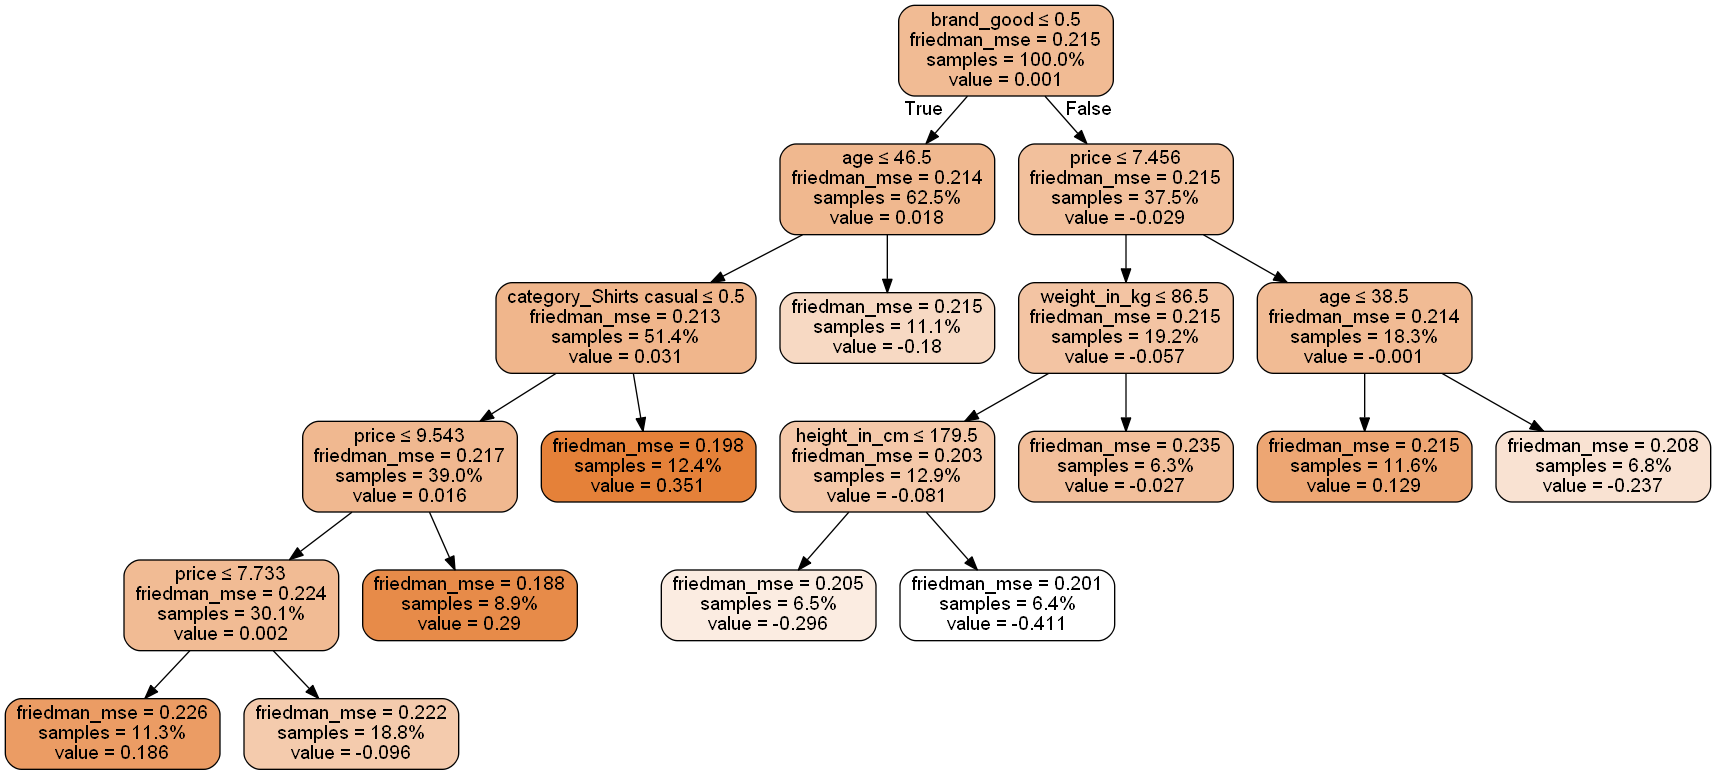 brand_good ≤ 0.5
friedman_mse = 0.215
samples = 100.0%
value = 0.001
True
False
age ≤ 46.5
friedman_mse = 0.214
samples = 62.5%
value = 0.018
price ≤ 7.456
friedman_mse = 0.215
samples = 37.5%
value = -0.029
category_Shirts casual ≤ 0.5
friedman_mse = 0.213
samples = 51.4%
value = 0.031
friedman_mse = 0.215
samples = 11.1%
value = -0.18
weight_in_kg ≤ 86.5
friedman_mse = 0.215
samples = 19.2%
value = -0.057
age ≤ 38.5
friedman_mse = 0.214
samples = 18.3%
value = -0.001
price ≤ 9.543
friedman_mse = 0.217
samples = 39.0%
value = 0.016
friedman_mse = 0.198
samples = 12.4%
value = 0.351
height_in_cm ≤ 179.5
friedman_mse = 0.203
samples = 12.9%
value = -0.081
friedman_mse = 0.235
samples = 6.3%
value = -0.027
friedman_mse = 0.215
samples = 11.6%
value = 0.129
friedman_mse = 0.208
samples = 6.8%
value = -0.237
price ≤ 7.733
friedman_mse = 0.224
samples = 30.1%
value = 0.002
friedman_mse = 0.188
samples = 8.9%
value = 0.29
friedman_mse = 0.205
samples = 6.5%
value = -0.296
friedman_mse = 0.201
samples = 6.4%
value = -0.411
friedman_mse = 0.226
samples = 11.3%
value = 0.186
friedman_mse = 0.222
samples = 18.8%
value = -0.096